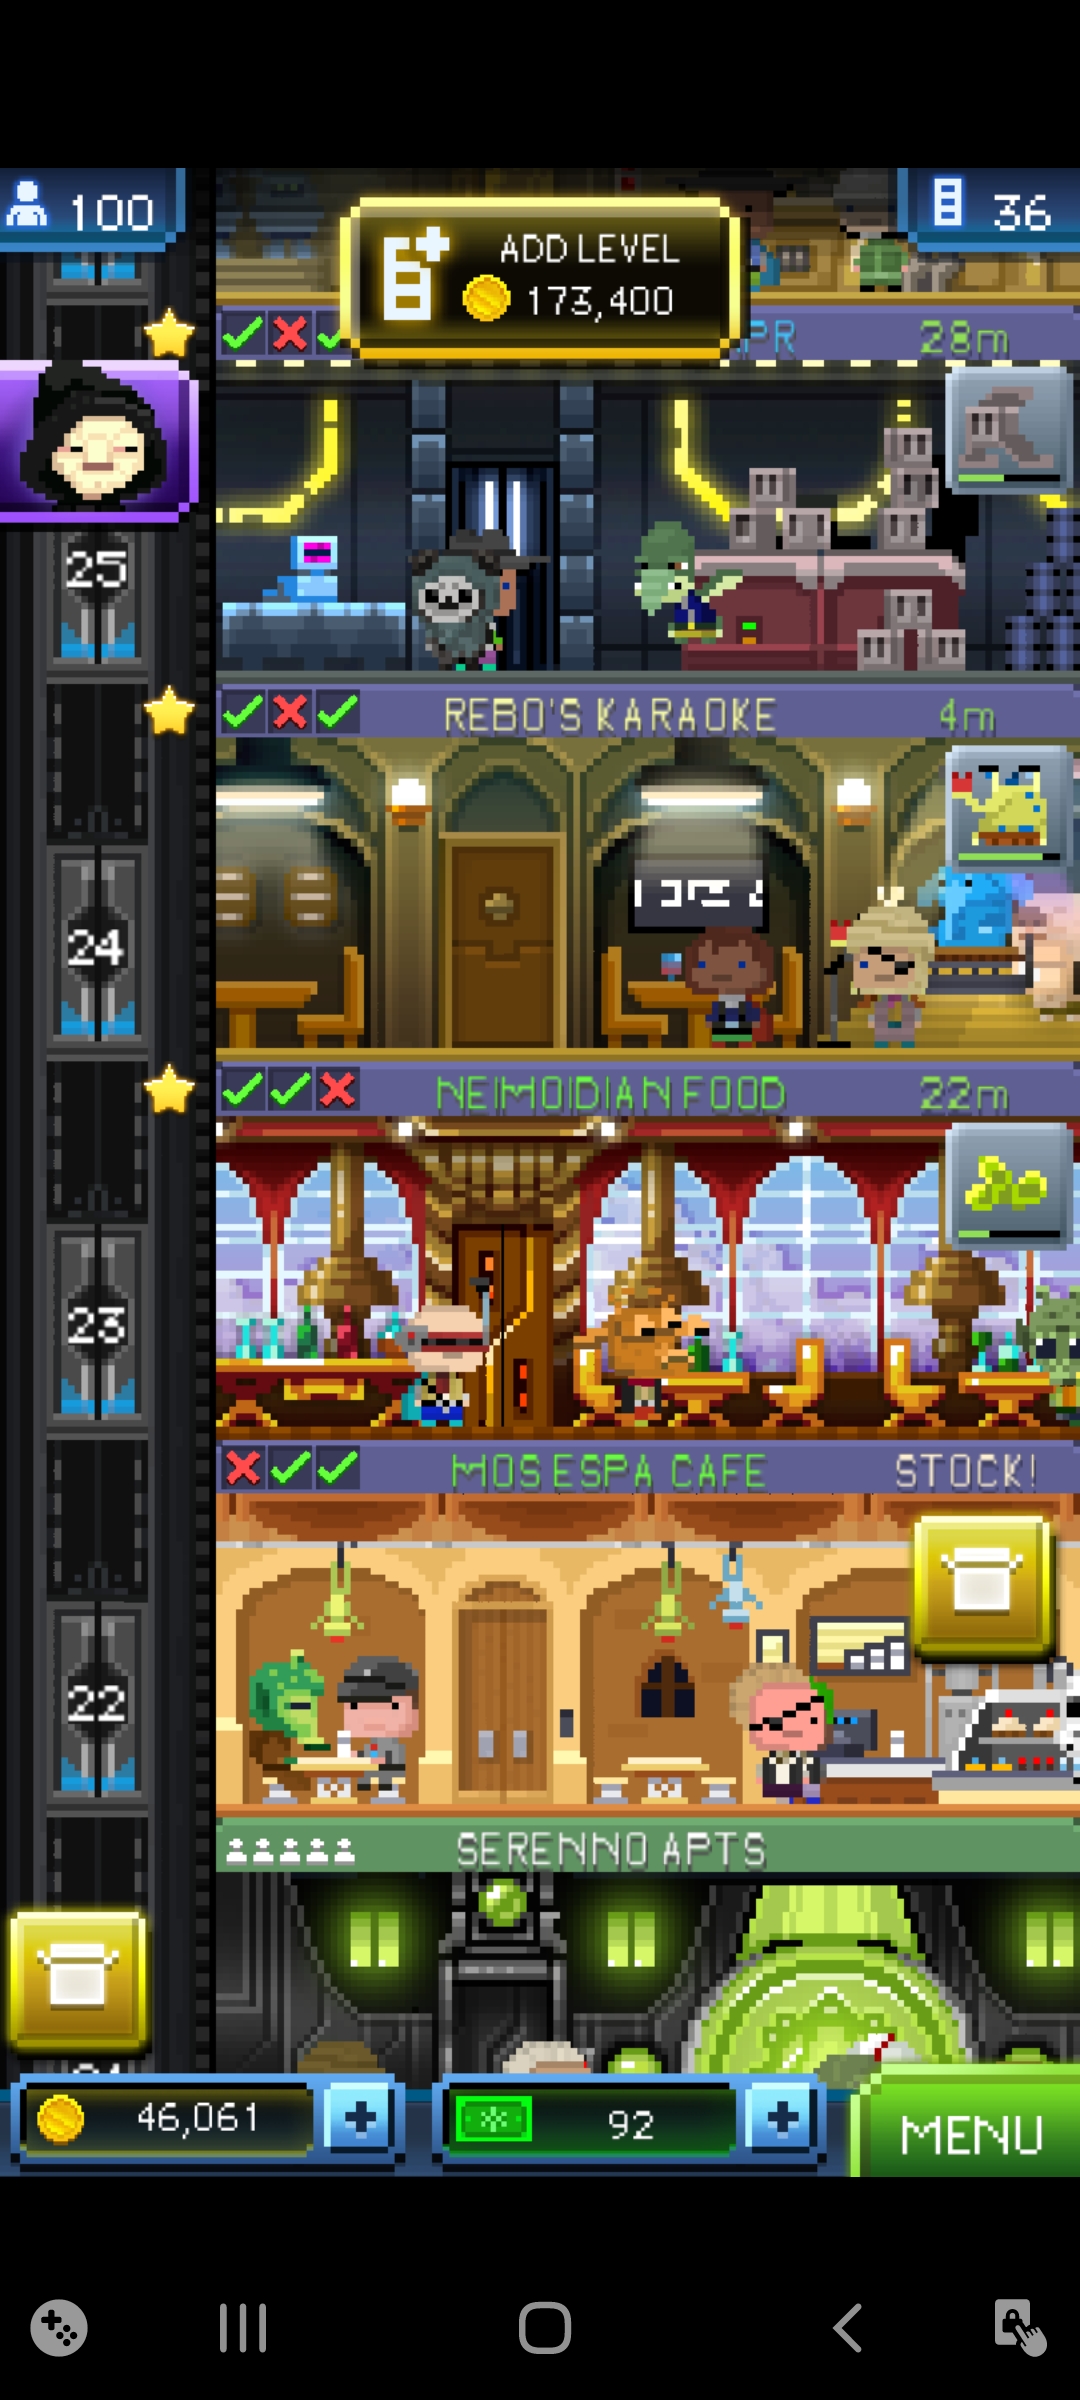 100
ADD LEVEL
173,400
36
PR
28m
25
REBO'S KARAOKE
4m
24
NEIMOIDIAN FOOD
22m
23
MOS ESPA CAFE
STOCK!
22
SERENNO APTS
46,061
92
MENU